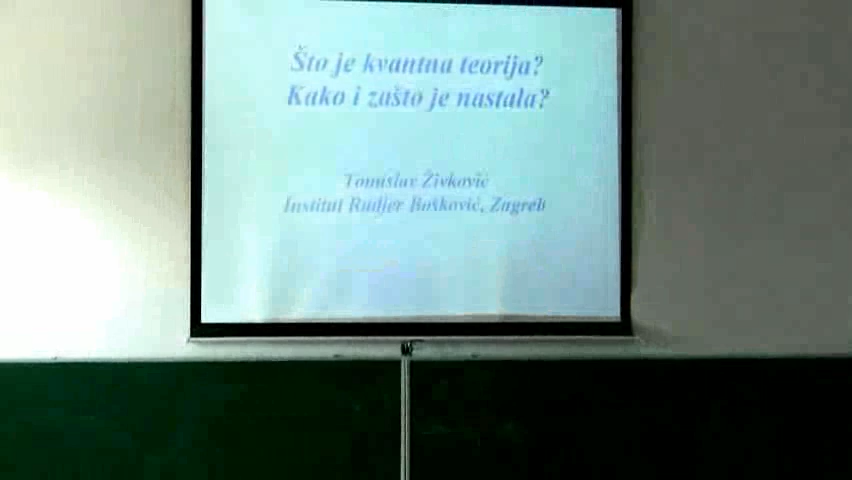 Što je kvantna teorija?
Kako i zašto je nastala?
Tomislav Živković
Institut Rudjer Bošković, Zagreb